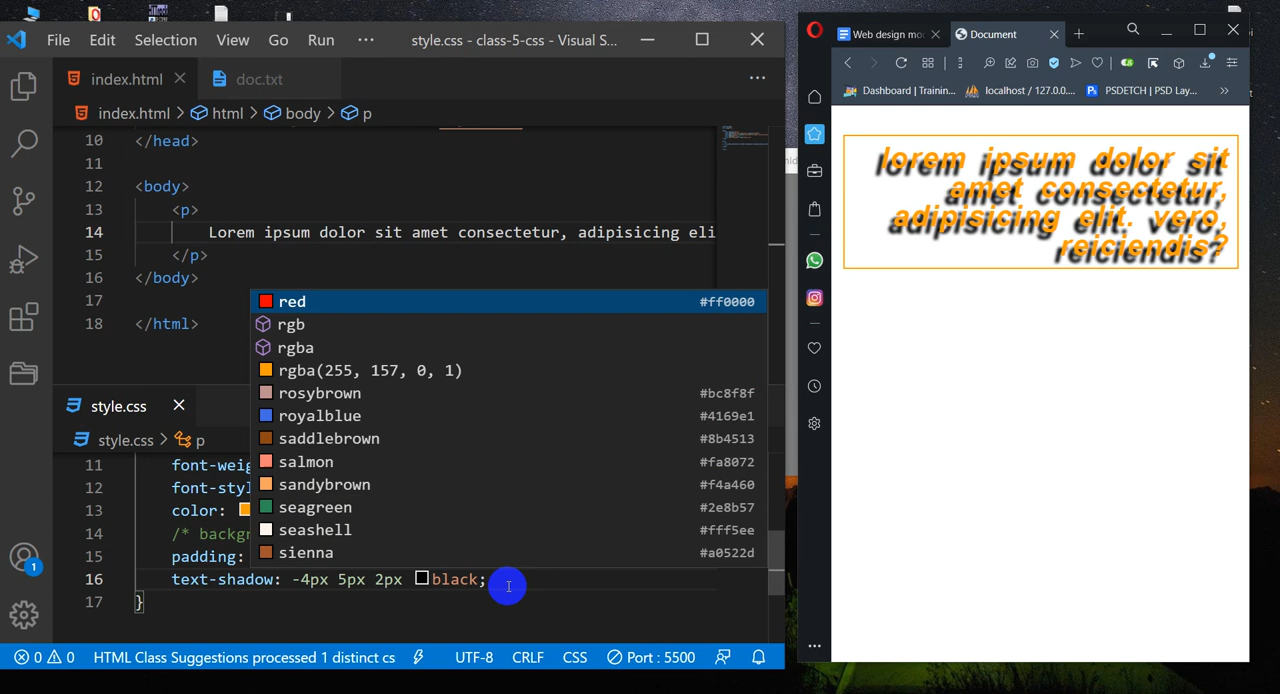 File Edit Selection View Go Run ··· style.css - class-5-css - Visual S...
index.html doc.txt
index.html > html > body > p
10 </head>
11
12 <body>
13 <p>
14 Lorem ipsum dolor sit amet consectetur, adipisicing eli
15 </p>
16 </body>
17
18 </html>
red #ff0000
rgb
rgba
rgba(255, 157, 0, 1)
rosybrown #bc8f8f
royalblue #4169e1
saddlebrown #8b4513
salmon #fa8072
sandybrown #f4a460
seagreen #2e8b57
seashell #fff5ee
sienna #a0522d
style.css
style.css > p
11 font-weig
12 font-styl
13 color:
14 /* backgr
15 padding:
16 text-shadow: -4px 5px 2px black;
17 }
1
0 0 HTML Class Suggestions processed 1 distinct cs UTF-8 CRLF CSS Port : 5500
Web design mo Document
Dashboard | Trainin... localhost / 127.0.0.... PSDETCH | PSD Lay...
lorem ipsum dolor sit
amet consectetur,
adipisicing elit. vero,
reiciendis?